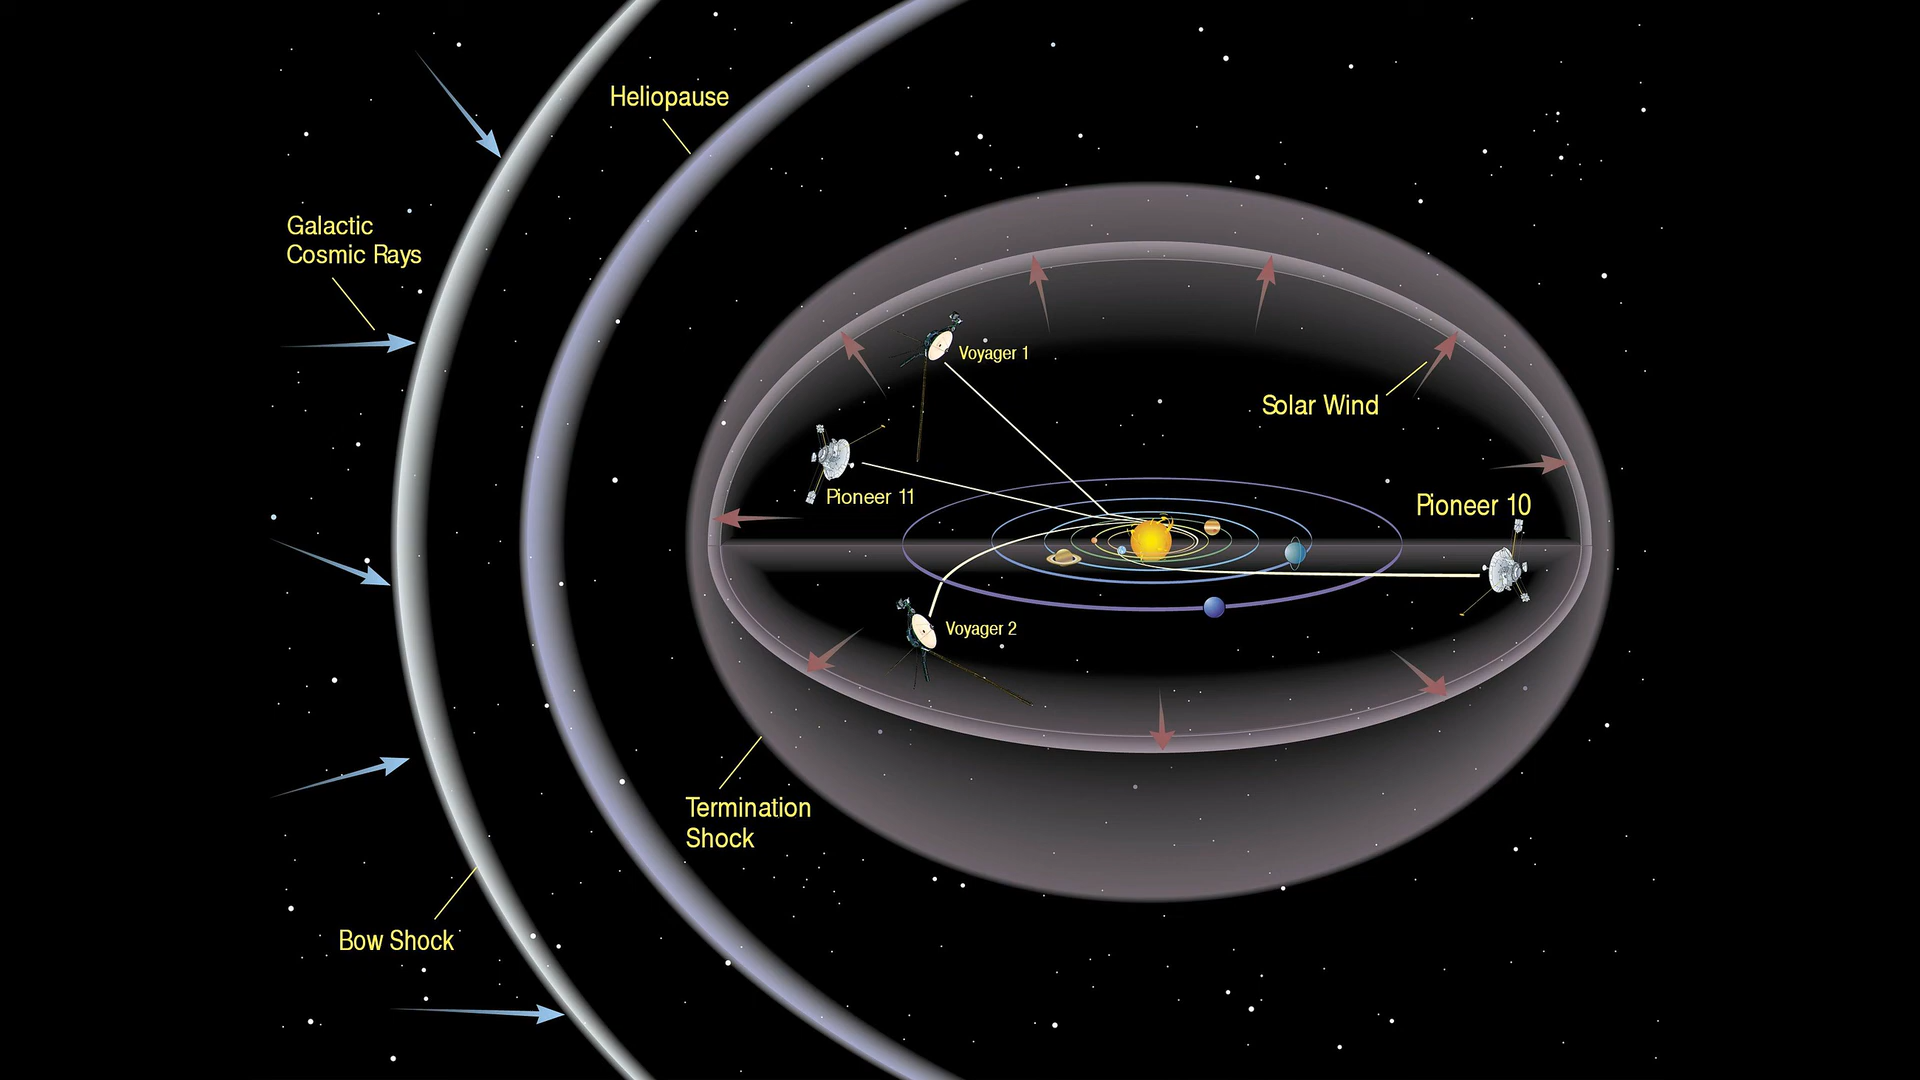 Heliopause
Galactic
Cosmic Rays
Voyager 1
Solar Wind
Pioneer 11
Pioneer 10
Voyager 2
Termination
Shock
Bow Shock